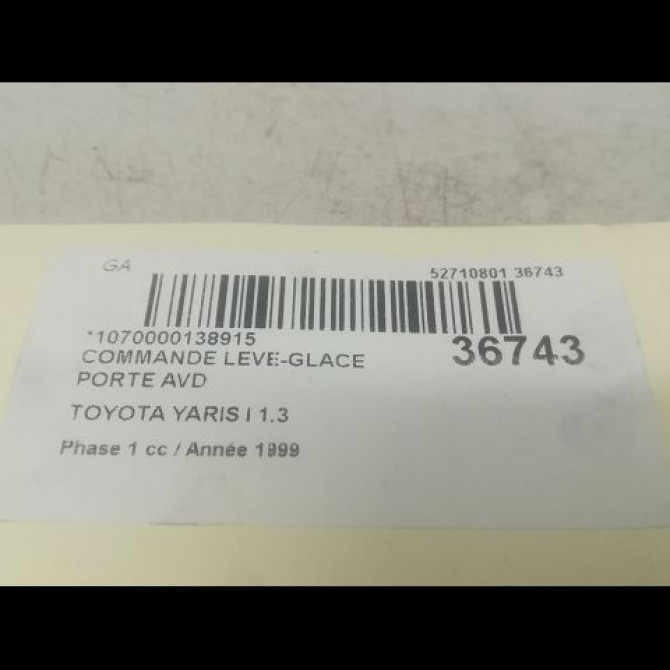 GA
52710801 36743
*1070000138915
36743
COMMANDE LEVE-GLACE
PORTE AVD
TOYOTA YARIS I 1.3
Phase 1 cc / Année 1999